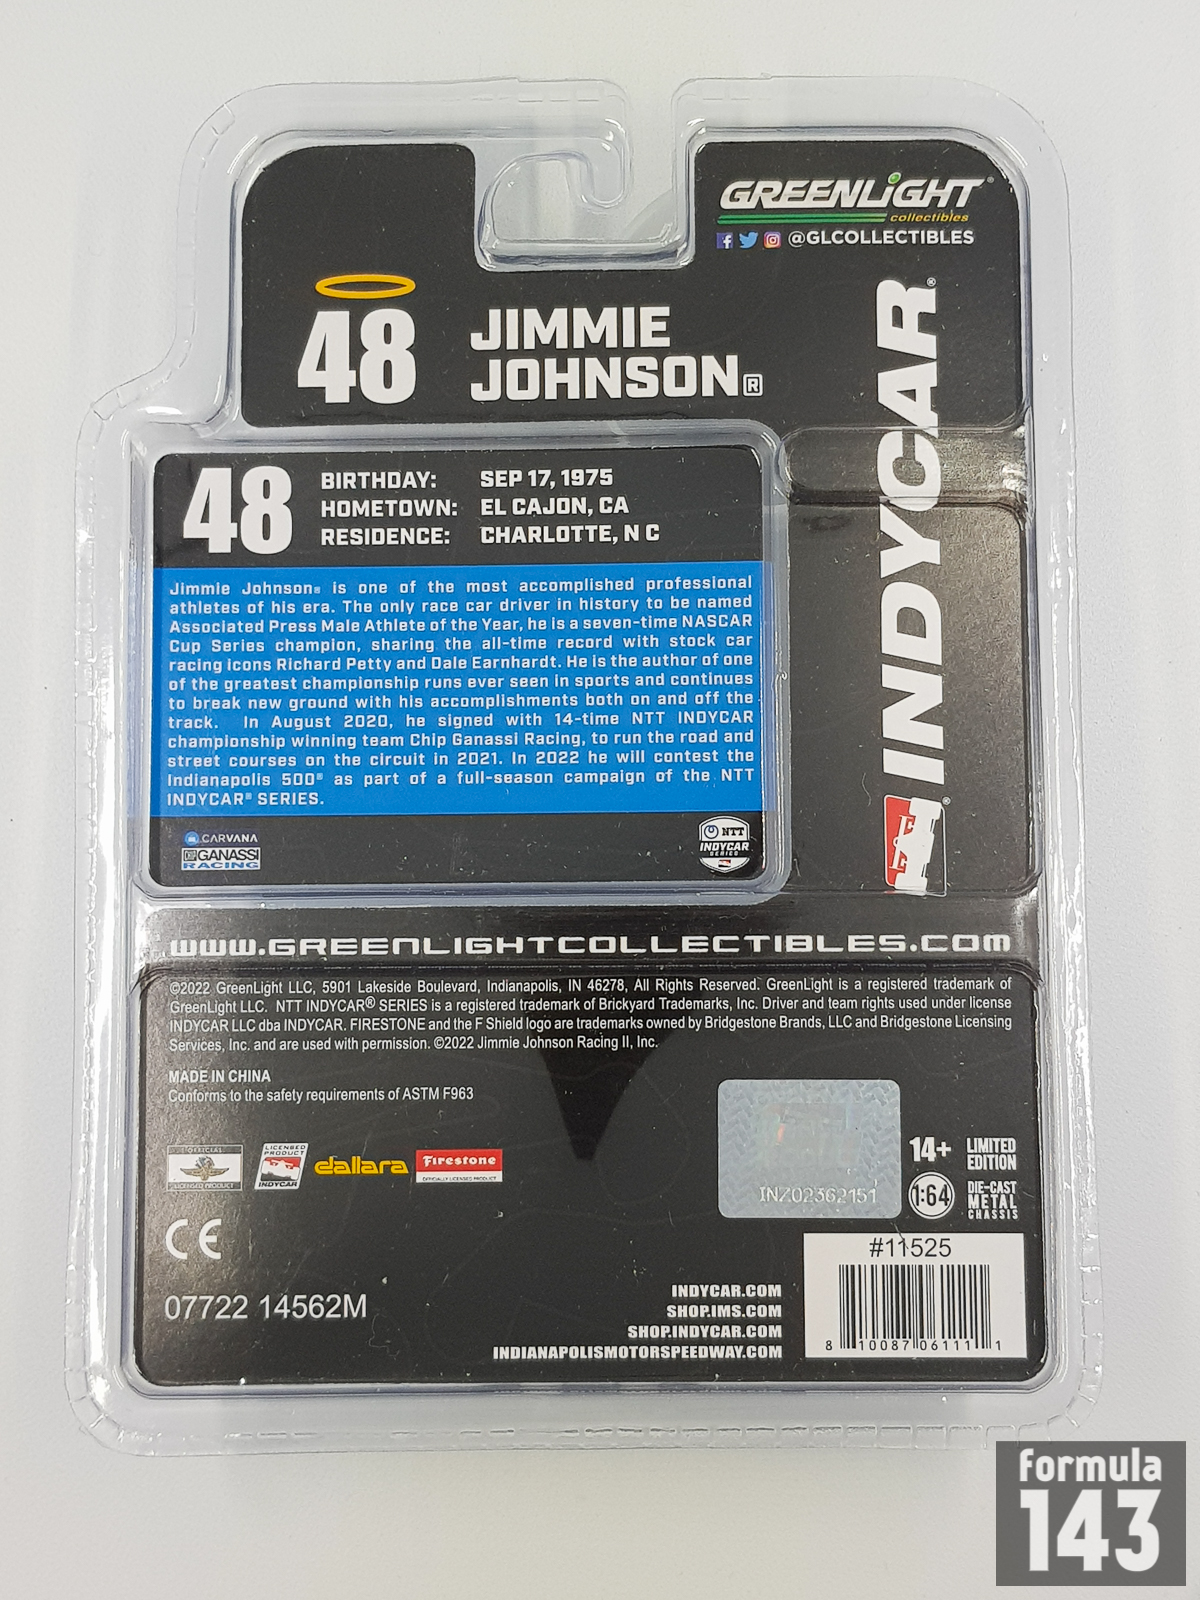 GREENLiGHT®
collectibles
@GLCOLLECTIBLES
48
JIMMIE
JOHNSON®
INDYCAR®
48
BIRTHDAY: SEP 17, 1975
HOMETOWN: EL CAJON, CA
RESIDENCE: CHARLOTTE, N C
Jimmie Johnson® is one of the most accomplished professional
athletes of his era. The only race car driver in history to be named
Associated Press Male Athlete of the Year, he is a seven-time NASCAR
Cup Series champion, sharing the all-time record with stock car
racing icons Richard Petty and Dale Earnhardt. He is the author of one
of the greatest championship runs ever seen in sports and continues
to break new ground with his accomplishments both on and off the
track. In August 2020, he signed with 14-time NTT INDYCAR
championship winning team Chip Ganassi Racing, to run the road and
street courses on the circuit in 2021. In 2022 he will contest the
Indianapolis 500® as part of a full-season campaign of the NTT
INDYCAR® SERIES.
CARVANA
GANASSI
RACING
NTT
INDYCAR
SERIES
WWW.GREENLIGHTCOLLECTIBLES.COM
©2022 GreenLight LLC, 5901 Lakeside Boulevard, Indianapolis, IN 46278, All Rights Reserved. GreenLight is a registered trademark of
GreenLight LLC. NTT INDYCAR® SERIES is a registered trademark of Brickyard Trademarks, Inc. Driver and team rights used under license
INDYCAR LLC dba INDYCAR. FIRESTONE and the F Shield logo are trademarks owned by Bridgestone Brands, LLC and Bridgestone Licensing
Services, Inc. and are used with permission. ©2022 Jimmie Johnson Racing II, Inc.
MADE IN CHINA
Conforms to the safety requirements of ASTM F963
OFFICIAL
LICENSED PRODUCT
LICENSED
PRODUCT
INDYCAR
dallara
Firestone
OFFICIALLY LICENSED PRODUCT
INZ02362151
14+ LIMITED
EDITION
1:64 DIE-CAST
METAL
CHASSIS
CE
07722 14562M
INDYCAR.COM
SHOP.IMS.COM
SHOP.INDYCAR.COM
INDIANAPOLISMOTORSPEEDWAY.COM
#11525
8 10087 06111 1
formula
143